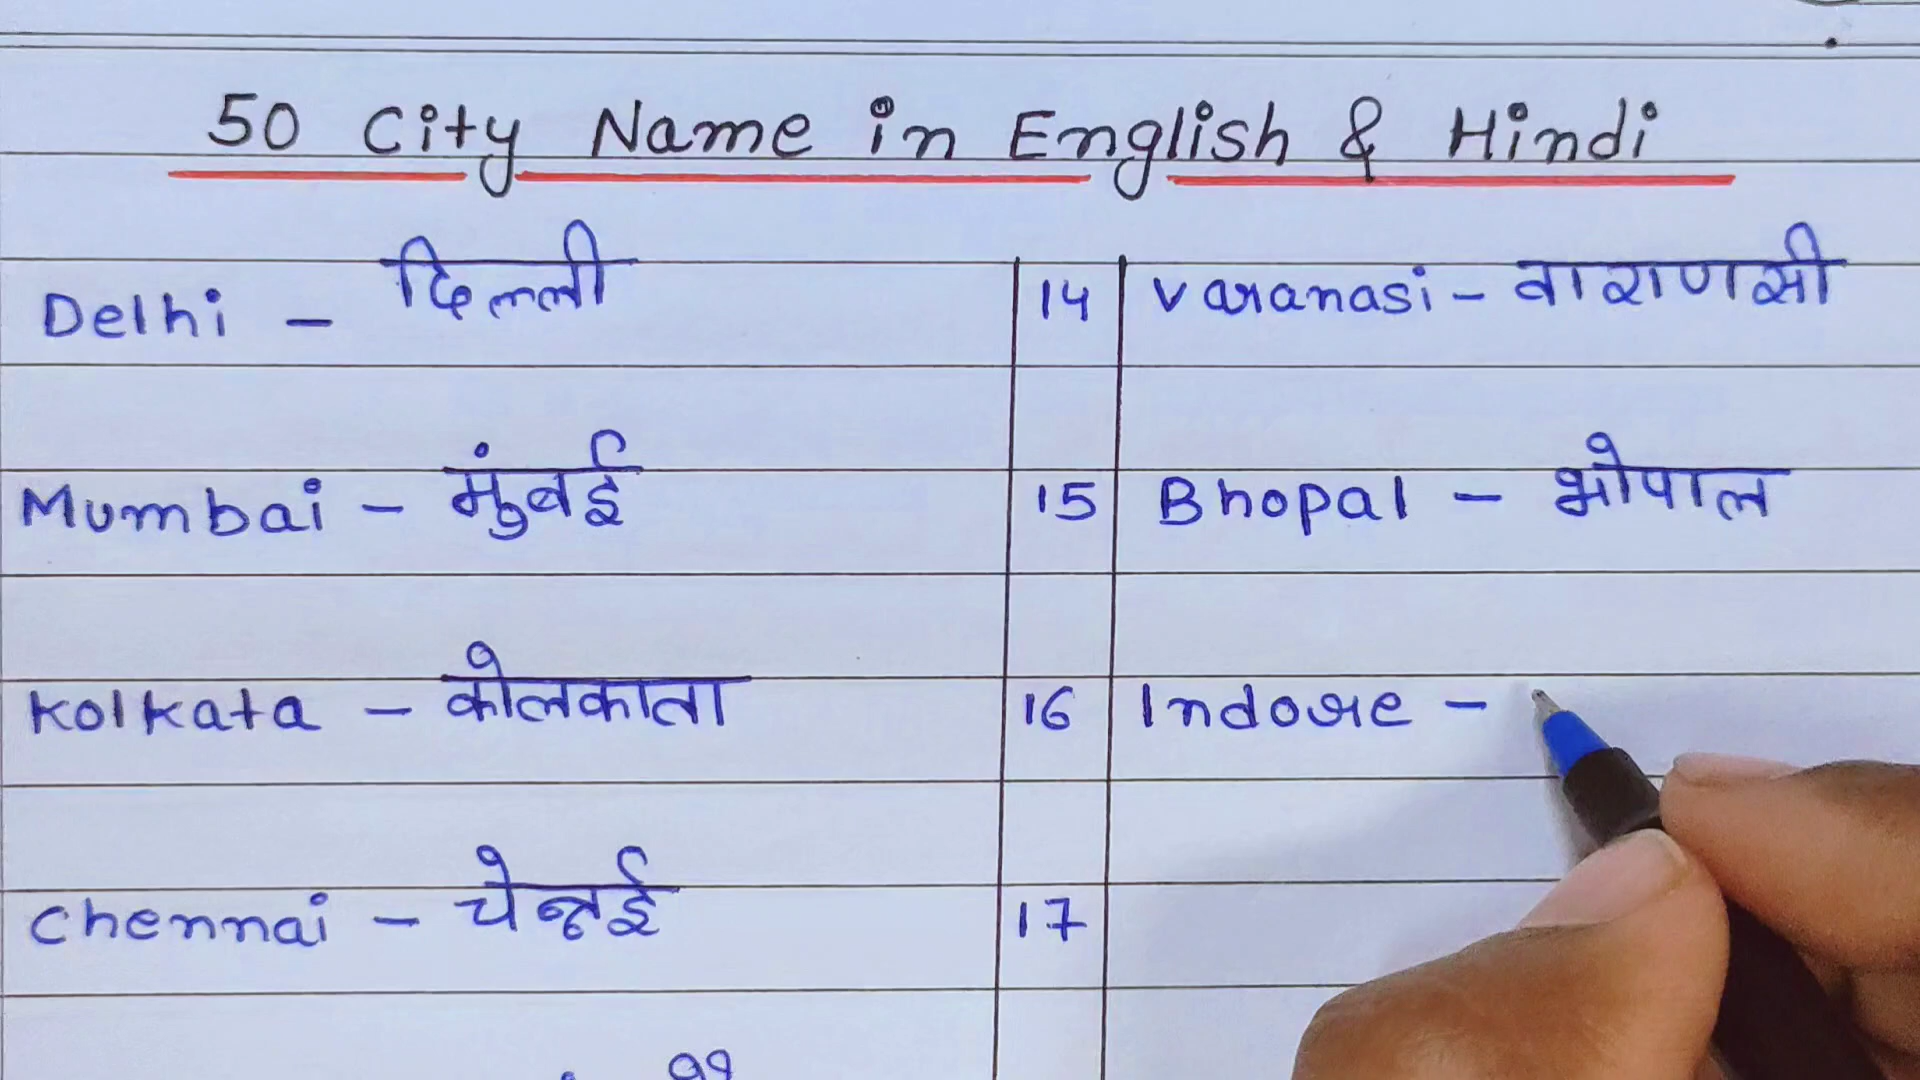 50 City Name in English & Hindi
Delhi - दिल्ली
Mumbai - मुंबई
Kolkata - कोलकाता
Chennai - चेन्नई
14 Varanasi - वाराणसी
15 Bhopal - भोपाल
16 Indore -
17